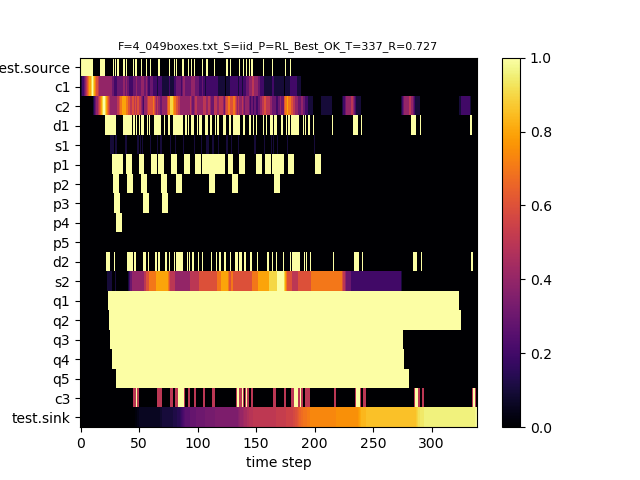 F=4_049boxes.txt_S=iid_P=RL_Best_OK_T=337_R=0.727
est.source
c1
c2
d1
s1
p1
p2
p3
p4
p5
d2
s2
q1
q2
q3
q4
q5
c3
test.sink
0 50 100 150 200 250 300
time step
1.0
0.8
0.6
0.4
0.2
0.0